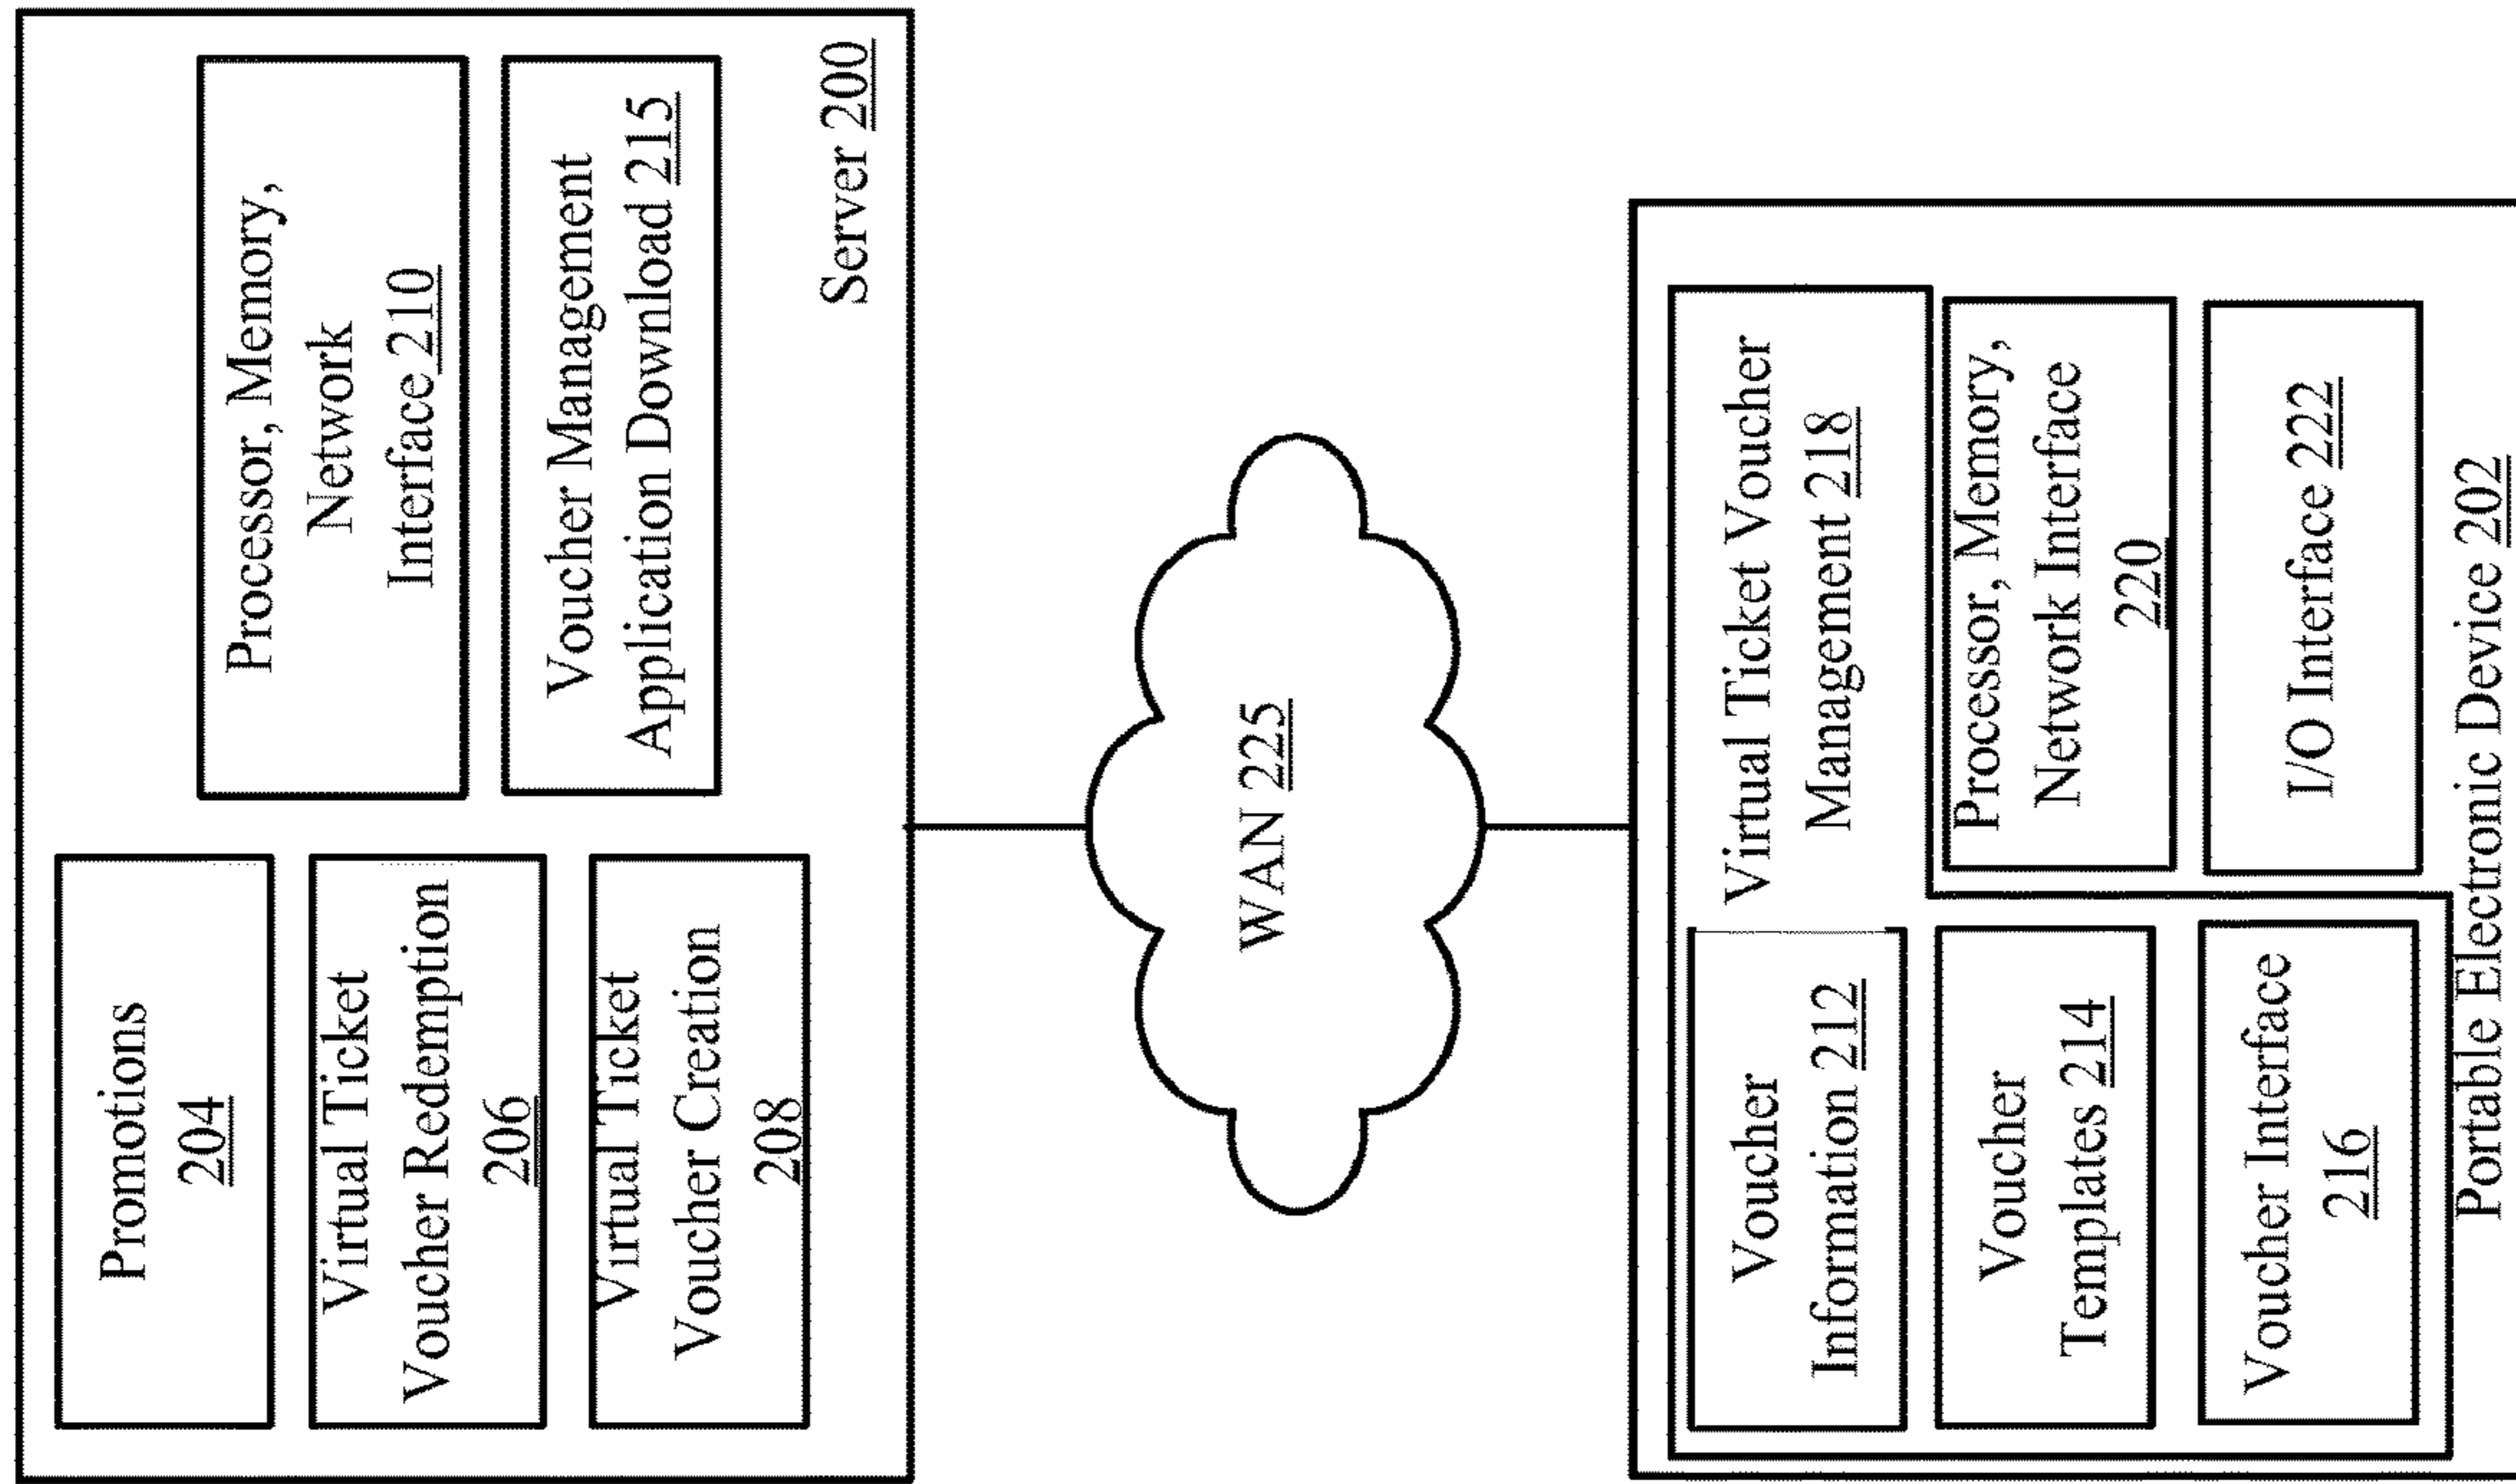 Promotions
204
Virtual Ticket
Voucher Redemption
206
Virtual Ticket
Voucher Creation
208
Processor, Memory,
Network
Interface 210
Voucher Management
Application Download 215
Server 200
WAN 225
Voucher
Information 212
Voucher
Templates 214
Voucher Interface
216
Virtual Ticket Voucher
Management 218
Processor, Memory,
Network Interface
220
I/O Interface 222
Portable Electronic Device 202